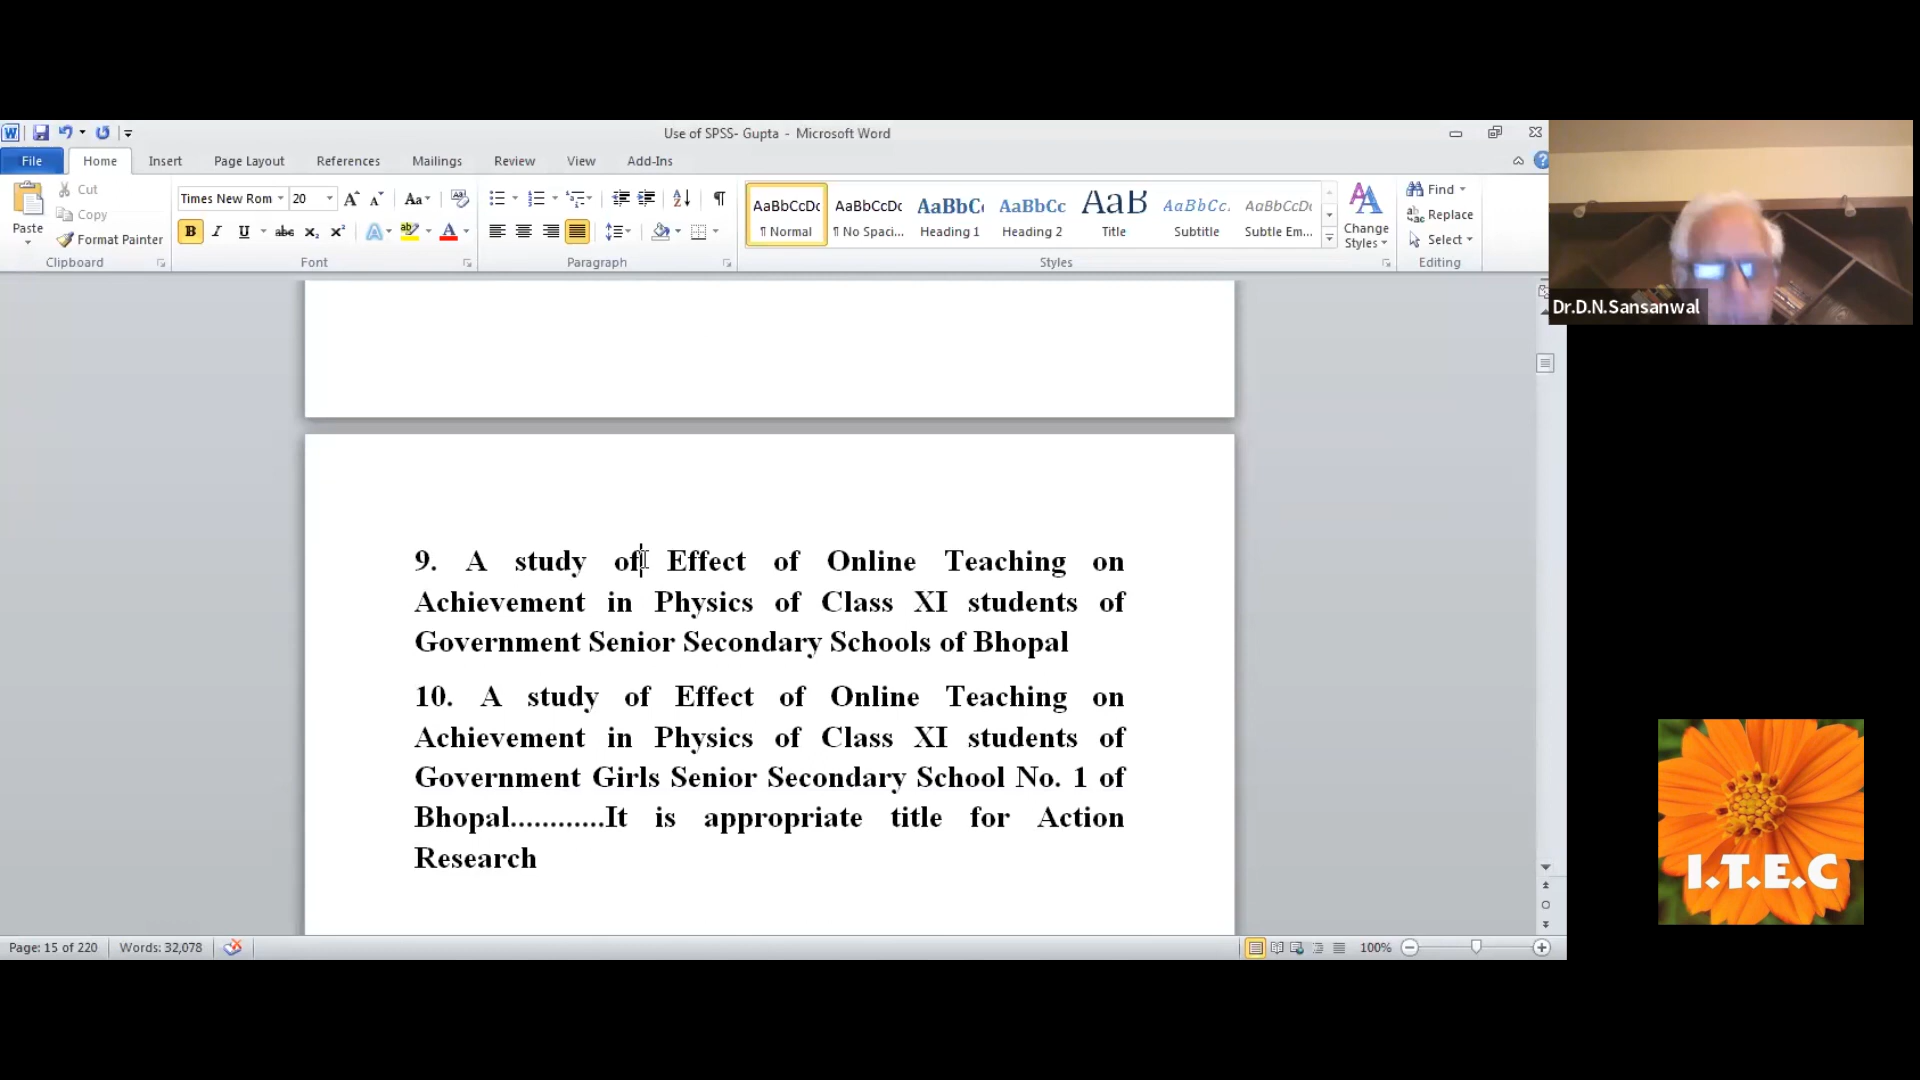 Use of SPSS- Gupta - Microsoft Word
File Home Insert Page Layout References Mailings Review View Add-Ins
Paste
Cut
Copy
Format Painter
Clipboard
Times New Rom 20
Font
Paragraph
AaBbCcDc AaBbCcDc AaBbC AaBbCc AaB AaBbCc. AaBbCcDc
¶ Normal ¶ No Spaci... Heading 1 Heading 2 Title Subtitle Subtle Em...
Change Styles
Styles
Find
Replace
Select
Editing
Dr.D.N.Sansanwal
9. A study of Effect of Online Teaching on
Achievement in Physics of Class XI students of
Government Senior Secondary Schools of Bhopal
10. A study of Effect of Online Teaching on
Achievement in Physics of Class XI students of
Government Girls Senior Secondary School No. 1 of
Bhopal............It is appropriate title for Action
Research
I.T.E.C
Page: 15 of 220 Words: 32,078 100%